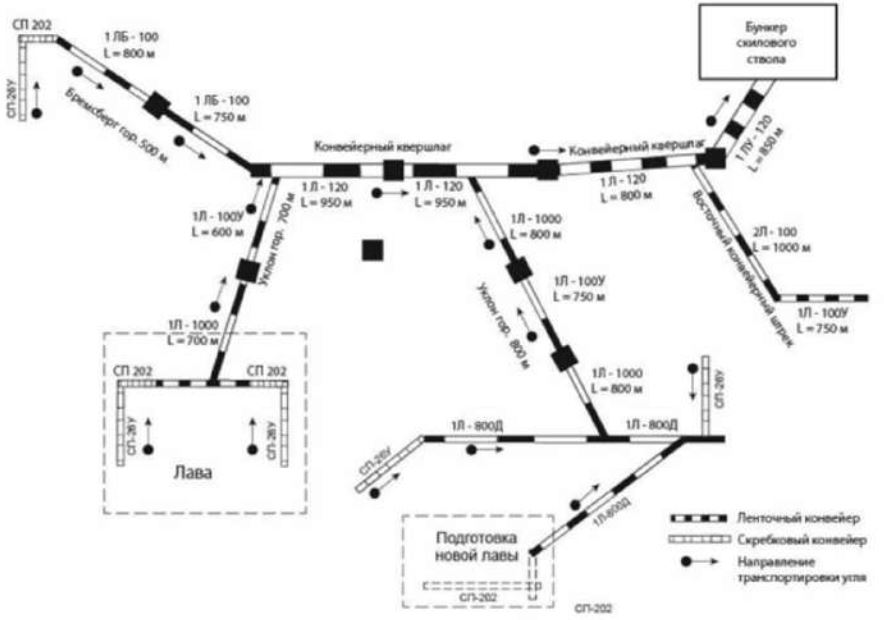 СП 202
1 ЛБ - 100
L = 800 м
СП-26У
Бремсберг гор. 500 м
1 ЛБ - 100
L = 750 м
Бункер
скилового
ствола
Конвейерный квершлаг
Конвейерный квершлаг
1 ЛУ - 120
L = 850 м
1 Л - 120
L = 950 м
1 Л - 120
L = 950 м
1 Л - 120
L = 800 м
1Л - 100У
L = 600 м
Уклон гор. 700 м
1Л - 1000
L = 800 м
Восточный конвейерный штрек
2Л - 100
L = 1000 м
1Л - 100У
L = 750 м
Уклон гор. 800 м
1Л - 100У
L = 750 м
1Л - 1000
L = 700 м
1Л - 1000
L = 800 м
СП 202
СП 202
СП-26У
СП-26У
Лава
СП-26У
1Л - 800Д
1Л - 800Д
СП-26У
1Л-800Д
Подготовка
новой лавы
СП-202
СП-202
Ленточный конвейер
Скребковый конвейер
Направление
транспортировки угля